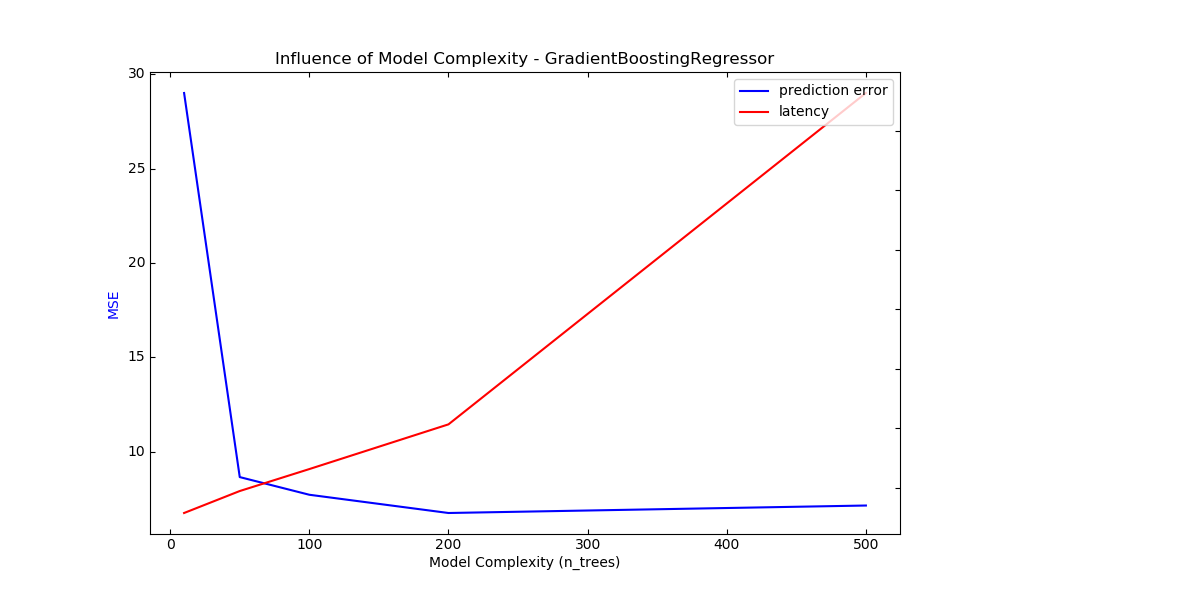 Influence of Model Complexity - GradientBoostingRegressor
prediction error
latency
30
25
20
15
10
MSE
0 100 200 300 400 500
Model Complexity (n_trees)